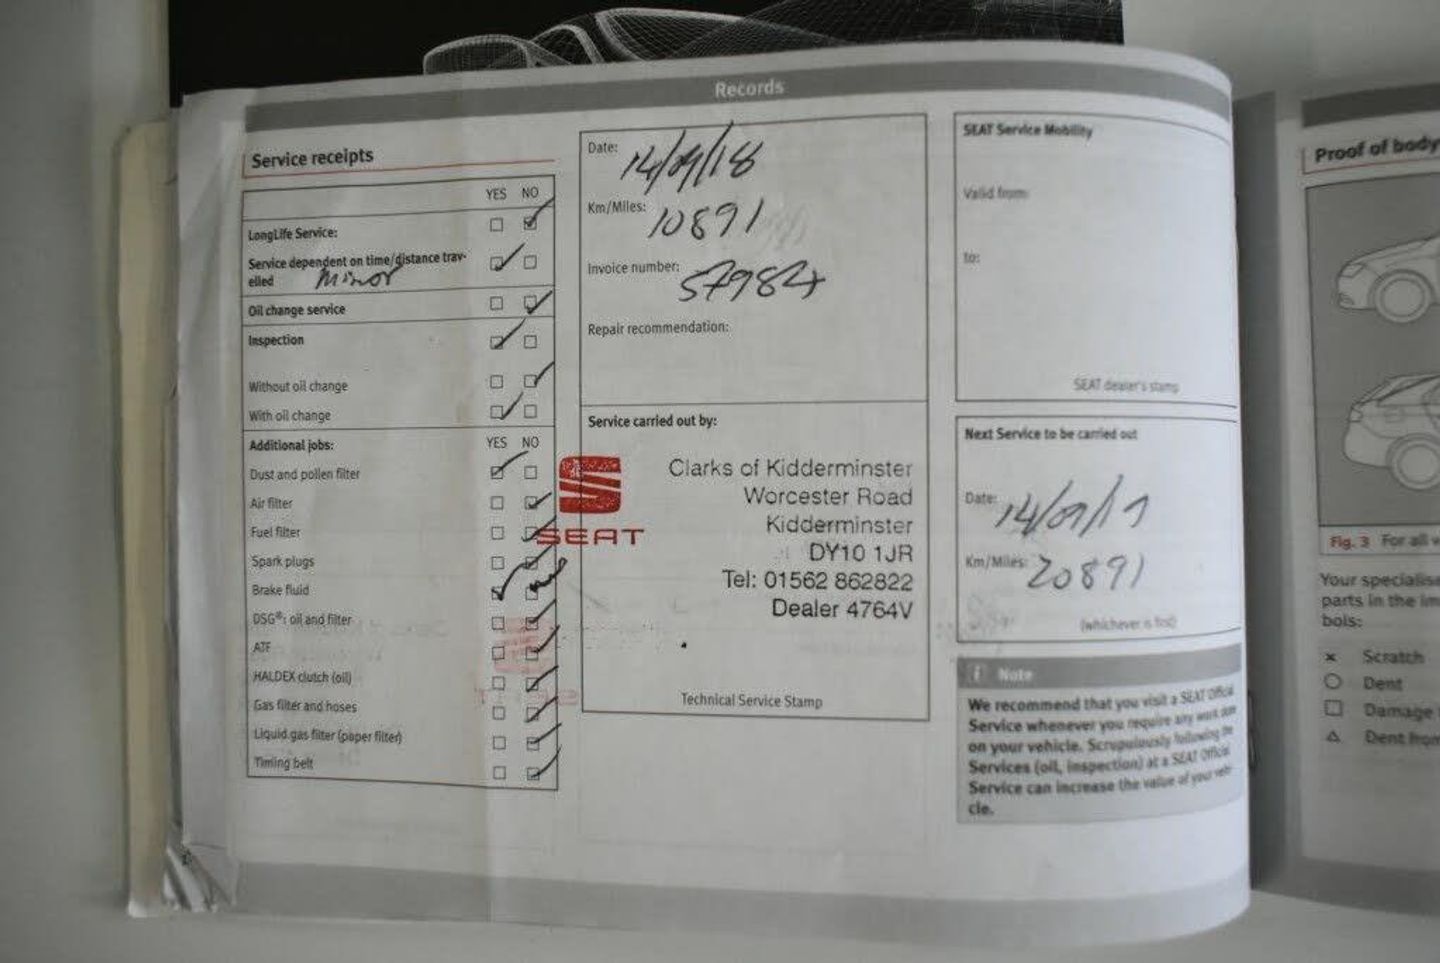 Records
Service receipts
YES NO
LongLife Service:
Service dependent on time/distance trav-
elled Minor
Oil change service
Inspection
Without oil change
With oil change
Additional jobs: YES NO
Dust and pollen filter
Air filter
Fuel filter
Spark plugs
Brake fluid
DSG®: oil and filter
ATF
HALDEX clutch (oil)
Gas filter and hoses
Liquid gas filter (paper filter)
Timing belt
Date: 14/09/18
Km/Miles: 10891
Invoice number: 57984
Repair recommendation:
Service carried out by:
SEAT
Clarks of Kidderminster
Worcester Road
Kidderminster
DY10 1JR
Tel: 01562 862822
Dealer 4764V
Technical Service Stamp
SEAT Service Mobility
Valid from:
to:
SEAT dealer's stamp
Next Service to be carried out
Date: 14/09/19
Km/Miles: 20891
(whichever is first)
i Note
We recommend that you visit a SEAT Official
Service whenever you require any work done
on your vehicle. Scrupulously following the
Services (oil, inspection) at a SEAT Official
Service can increase the value of your vehi-
cle.
Proof of body
Fig. 3 For all v
Your specialise
parts in the im
bols:
× Scratch
○ Dent
□ Damage
△ Dent from